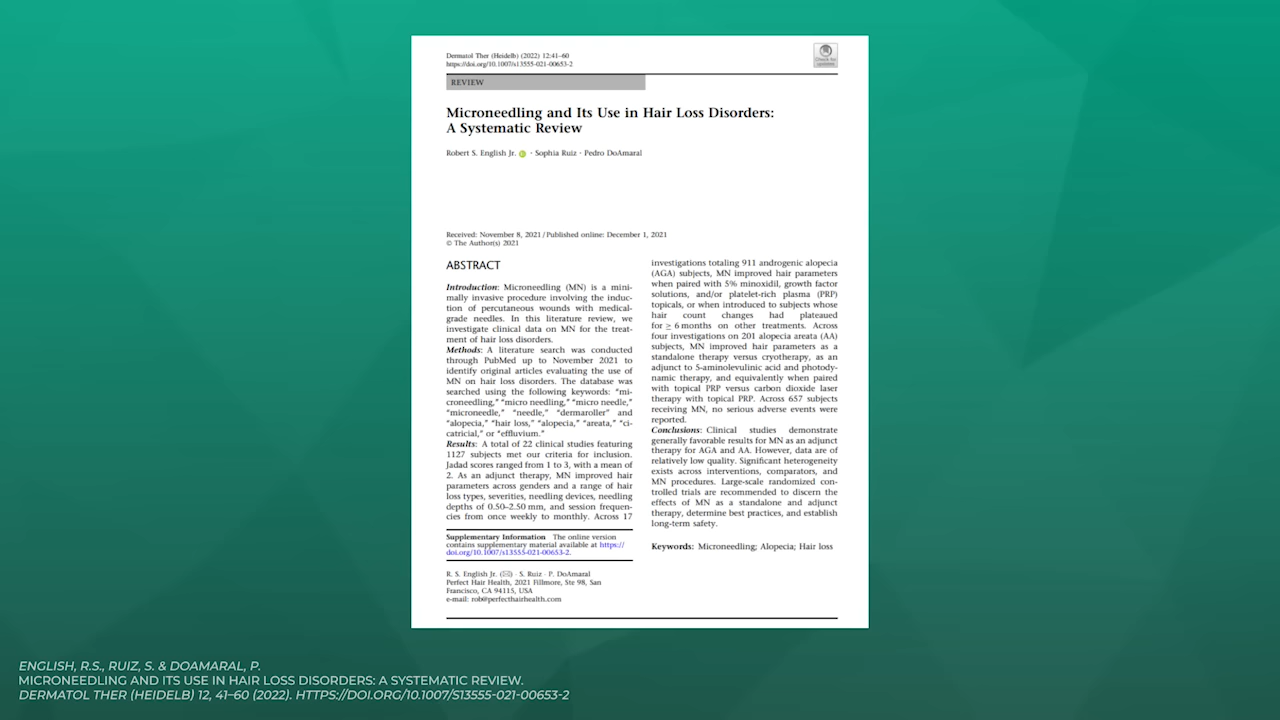 Dermatol Ther (Heidelb) (2022) 12:41–60
https://doi.org/10.1007/s13555-021-00653-2
Check for
updates
REVIEW
Microneedling and Its Use in Hair Loss Disorders:
A Systematic Review
Robert S. English Jr. · Sophia Ruiz · Pedro DoAmaral
Received: November 8, 2021 / Published online: December 1, 2021
© The Author(s) 2021
ABSTRACT
Introduction: Microneedling (MN) is a mini-
mally invasive procedure involving the induc-
tion of percutaneous wounds with medical-
grade needles. In this literature review, we
investigate clinical data on MN for the treat-
ment of hair loss disorders.
Methods: A literature search was conducted
through PubMed up to November 2021 to
identify original articles evaluating the use of
MN on hair loss disorders. The database was
searched using the following keywords: “mi-
croneedling,” “micro needling,” “micro needle,”
“microneedle,” “needle,” “dermaroller” and
“alopecia,” “hair loss,” “alopecia,” “areata,” “ci-
catricial,” or “effluvium.”
Results: A total of 22 clinical studies featuring
1127 subjects met our criteria for inclusion.
Jadad scores ranged from 1 to 3, with a mean of
2. As an adjunct therapy, MN improved hair
parameters across genders and a range of hair
loss types, severities, needling devices, needling
depths of 0.50–2.50 mm, and session frequen-
cies from once weekly to monthly. Across 17
Supplementary Information The online version
contains supplementary material available at https://
doi.org/10.1007/s13555-021-00653-2.
R. S. English Jr. (✉) · S. Ruiz · P. DoAmaral
Perfect Hair Health, 2021 Fillmore, Ste 98, San
Francisco, CA 94115, USA
e-mail: rob@perfecthairhealth.com
investigations totaling 911 androgenic alopecia
(AGA) subjects, MN improved hair parameters
when paired with 5% minoxidil, growth factor
solutions, and/or platelet-rich plasma (PRP)
topicals, or when introduced to subjects whose
hair count changes had plateaued
for ≥ 6 months on other treatments. Across
four investigations on 201 alopecia areata (AA)
subjects, MN improved hair parameters as a
standalone therapy versus cryotherapy, as an
adjunct to 5-aminolevulinic acid and photody-
namic therapy, and equivalently when paired
with topical PRP versus carbon dioxide laser
therapy with topical PRP. Across 657 subjects
receiving MN, no serious adverse events were
reported.
Conclusions: Clinical studies demonstrate
generally favorable results for MN as an adjunct
therapy for AGA and AA. However, data are of
relatively low quality. Significant heterogeneity
exists across interventions, comparators, and
MN procedures. Large-scale randomized con-
trolled trials are recommended to discern the
effects of MN as a standalone and adjunct
therapy, determine best practices, and establish
long-term safety.
Keywords: Microneedling; Alopecia; Hair loss
ENGLISH, R.S., RUIZ, S. & DOAMARAL, P.
MICRONEEDLING AND ITS USE IN HAIR LOSS DISORDERS: A SYSTEMATIC REVIEW.
DERMATOL THER (HEIDELB) 12, 41–60 (2022). HTTPS://DOI.ORG/10.1007/S13555-021-00653-2